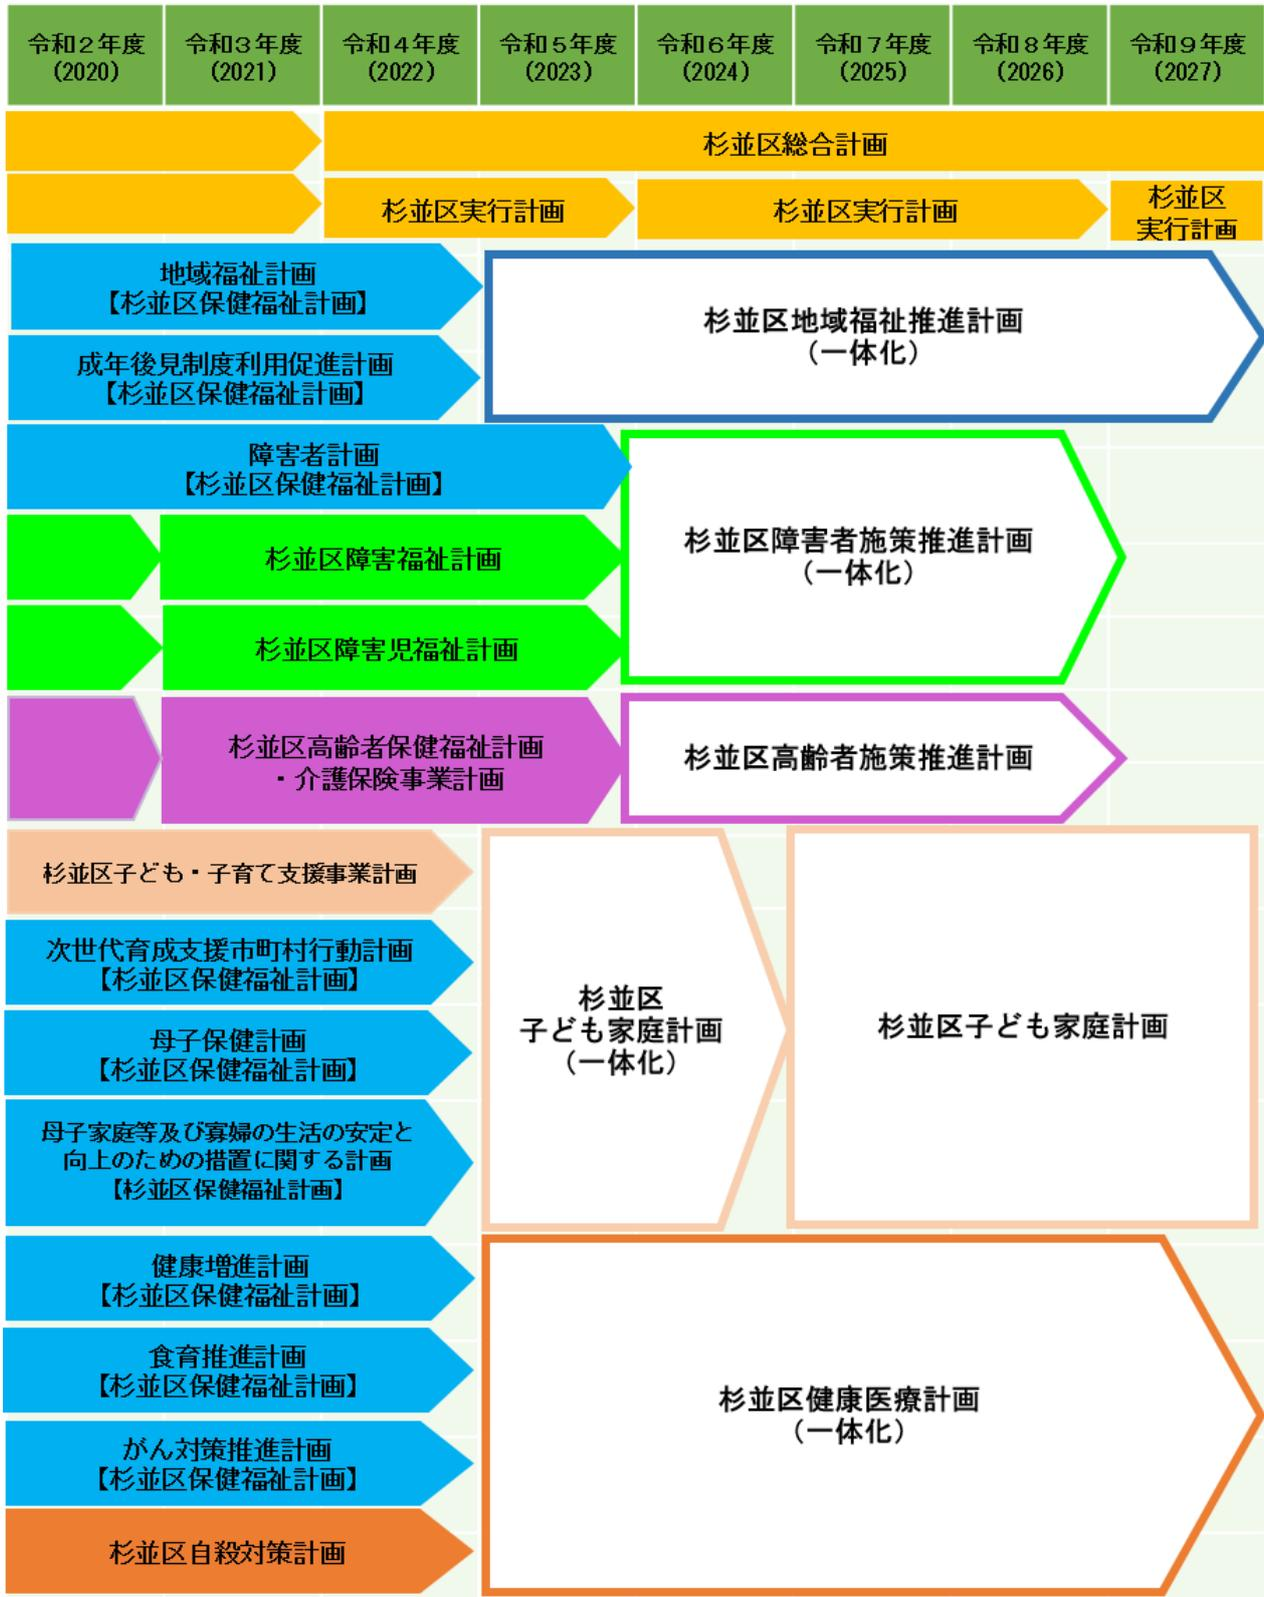 令和２年度
(2020)
令和３年度
(2021)
令和４年度
(2022)
令和５年度
(2023)
令和６年度
(2024)
令和７年度
(2025)
令和８年度
(2026)
令和９年度
(2027)
杉並区総合計画
杉並区実行計画
杉並区実行計画
杉並区
実行計画
地域福祉計画
【杉並区保健福祉計画】
成年後見制度利用促進計画
【杉並区保健福祉計画】
杉並区地域福祉推進計画
（一体化）
障害者計画
【杉並区保健福祉計画】
杉並区障害福祉計画
杉並区障害児福祉計画
杉並区障害者施策推進計画
（一体化）
杉並区高齢者保健福祉計画
・介護保険事業計画
杉並区高齢者施策推進計画
杉並区子ども・子育て支援事業計画
次世代育成支援市町村行動計画
【杉並区保健福祉計画】
母子保健計画
【杉並区保健福祉計画】
母子家庭等及び寡婦の生活の安定と
向上のための措置に関する計画
【杉並区保健福祉計画】
杉並区
子ども家庭計画
（一体化）
杉並区子ども家庭計画
健康増進計画
【杉並区保健福祉計画】
食育推進計画
【杉並区保健福祉計画】
がん対策推進計画
【杉並区保健福祉計画】
杉並区自殺対策計画
杉並区健康医療計画
（一体化）